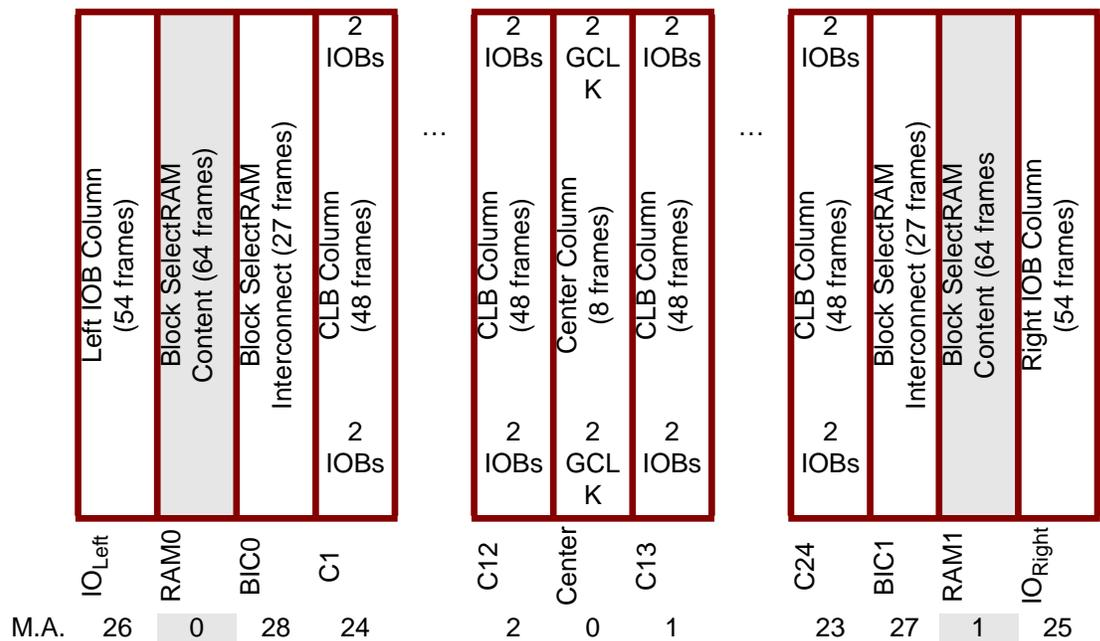 2
IOBs
2
IOBs
2
GCL
K
2
IOBs
2
IOBs
…
…
Left IOB Column
(54 frames)
Block SelectRAM
Content (64 frames)
Block SelectRAM
Interconnect (27 frames)
CLB Column
(48 frames)
CLB Column
(48 frames)
Center Column
(8 frames)
CLB Column
(48 frames)
CLB Column
(48 frames)
Block SelectRAM
Interconnect (27 frames)
Block SelectRAM
Content (64 frames
Right IOB Column
(54 frames)
2
IOBs
2
IOBs
2
GCL
K
2
IOBs
2
IOBs
IOLeft
RAM0
BIC0
C1
C12
Center
C13
C24
BIC1
RAM1
IORight
M.A. 26 0 28 24 2 0 1 23 27 1 25